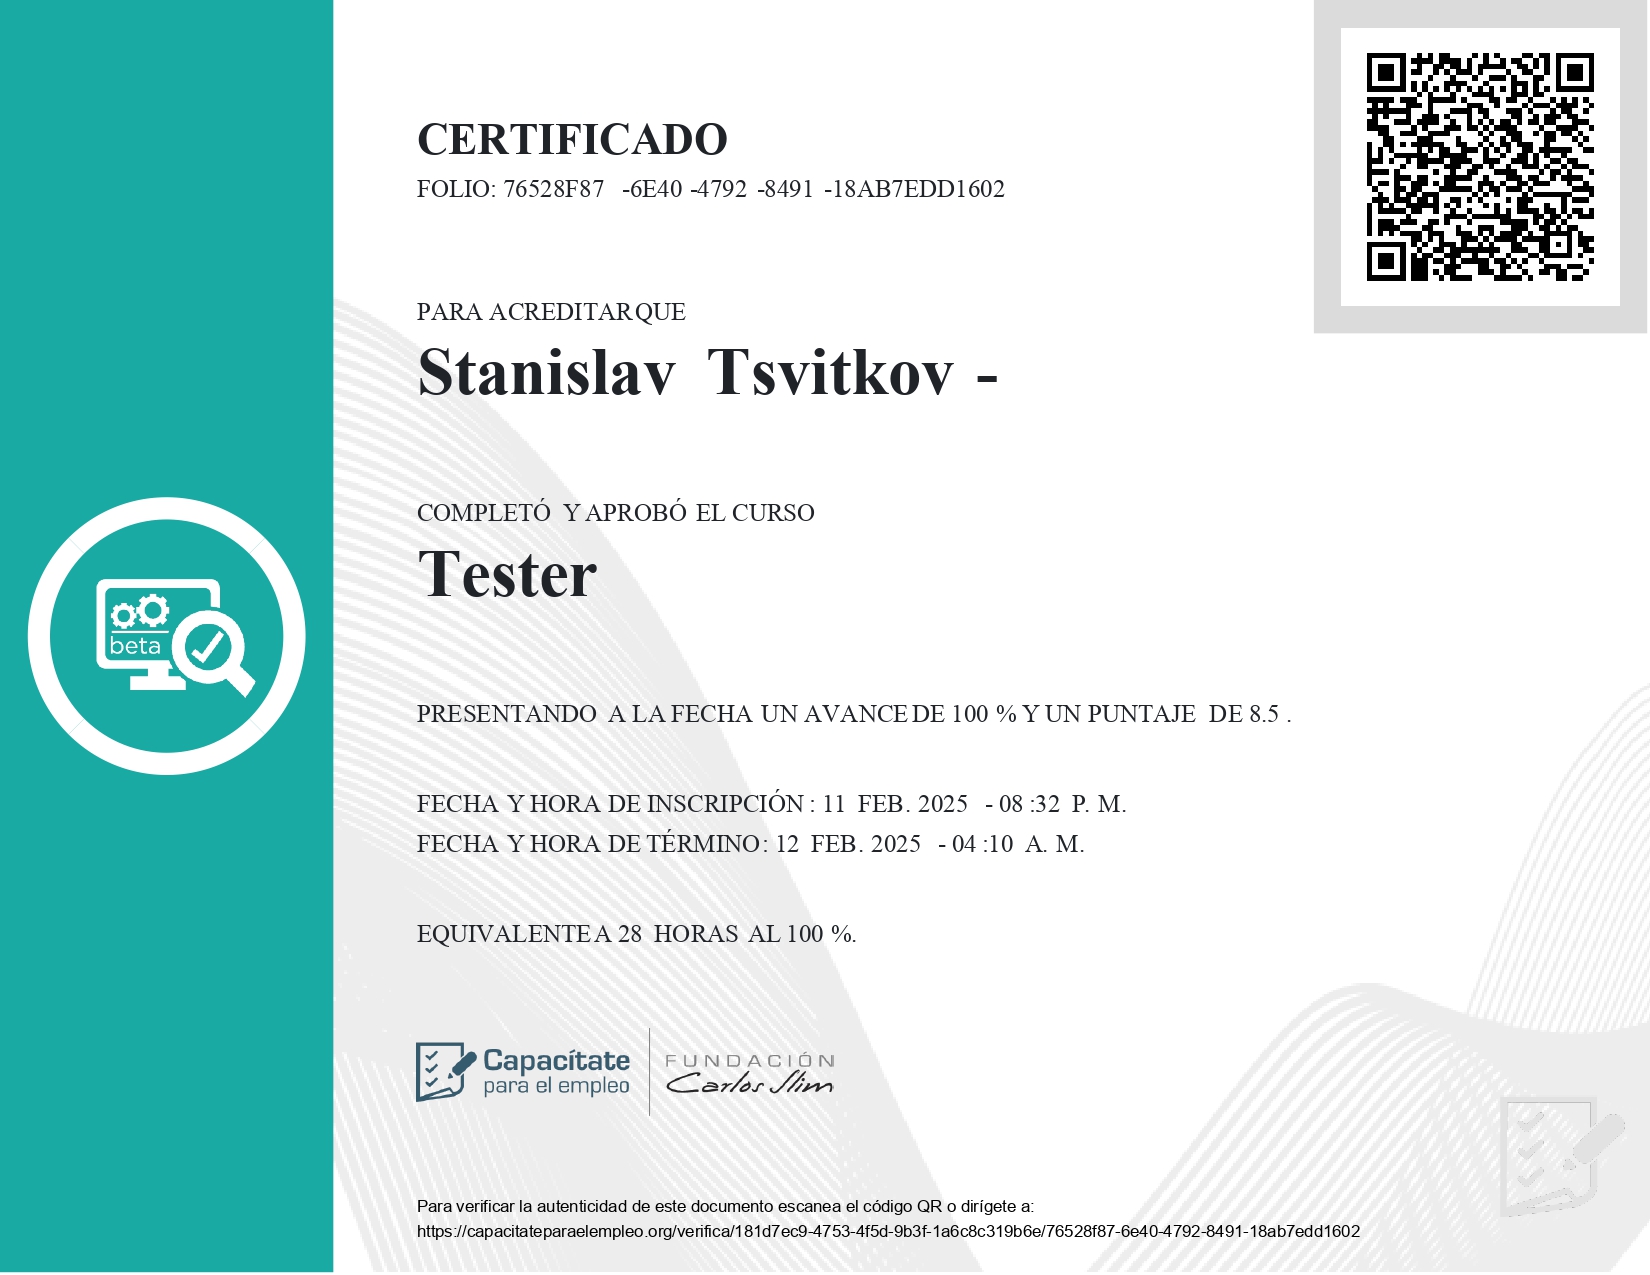 CERTIFICADO
FOLIO: 76528F87 -6E40 -4792 -8491 -18AB7EDD1602
PARA ACREDITAR QUE
Stanislav Tsvitkov -
COMPLETÓ Y APROBÓ EL CURSO
Tester
beta
PRESENTANDO A LA FECHA UN AVANCE DE 100 % Y UN PUNTAJE DE 8.5 .
FECHA Y HORA DE INSCRIPCIÓN : 11 FEB. 2025 - 08 :32 P. M.
FECHA Y HORA DE TÉRMINO : 12 FEB. 2025 - 04 :10 A. M.
EQUIVALENTE A 28 HORAS AL 100 %.
Capacítate
para el empleo
FUNDACIÓN
Carlos Slim
Para verificar la autenticidad de este documento escanea el código QR o dirígete a:
https://capacitateparaelempleo.org/verifica/181d7ec9-4753-4f5d-9b3f-1a6c8c319b6e/76528f87-6e40-4792-8491-18ab7edd1602